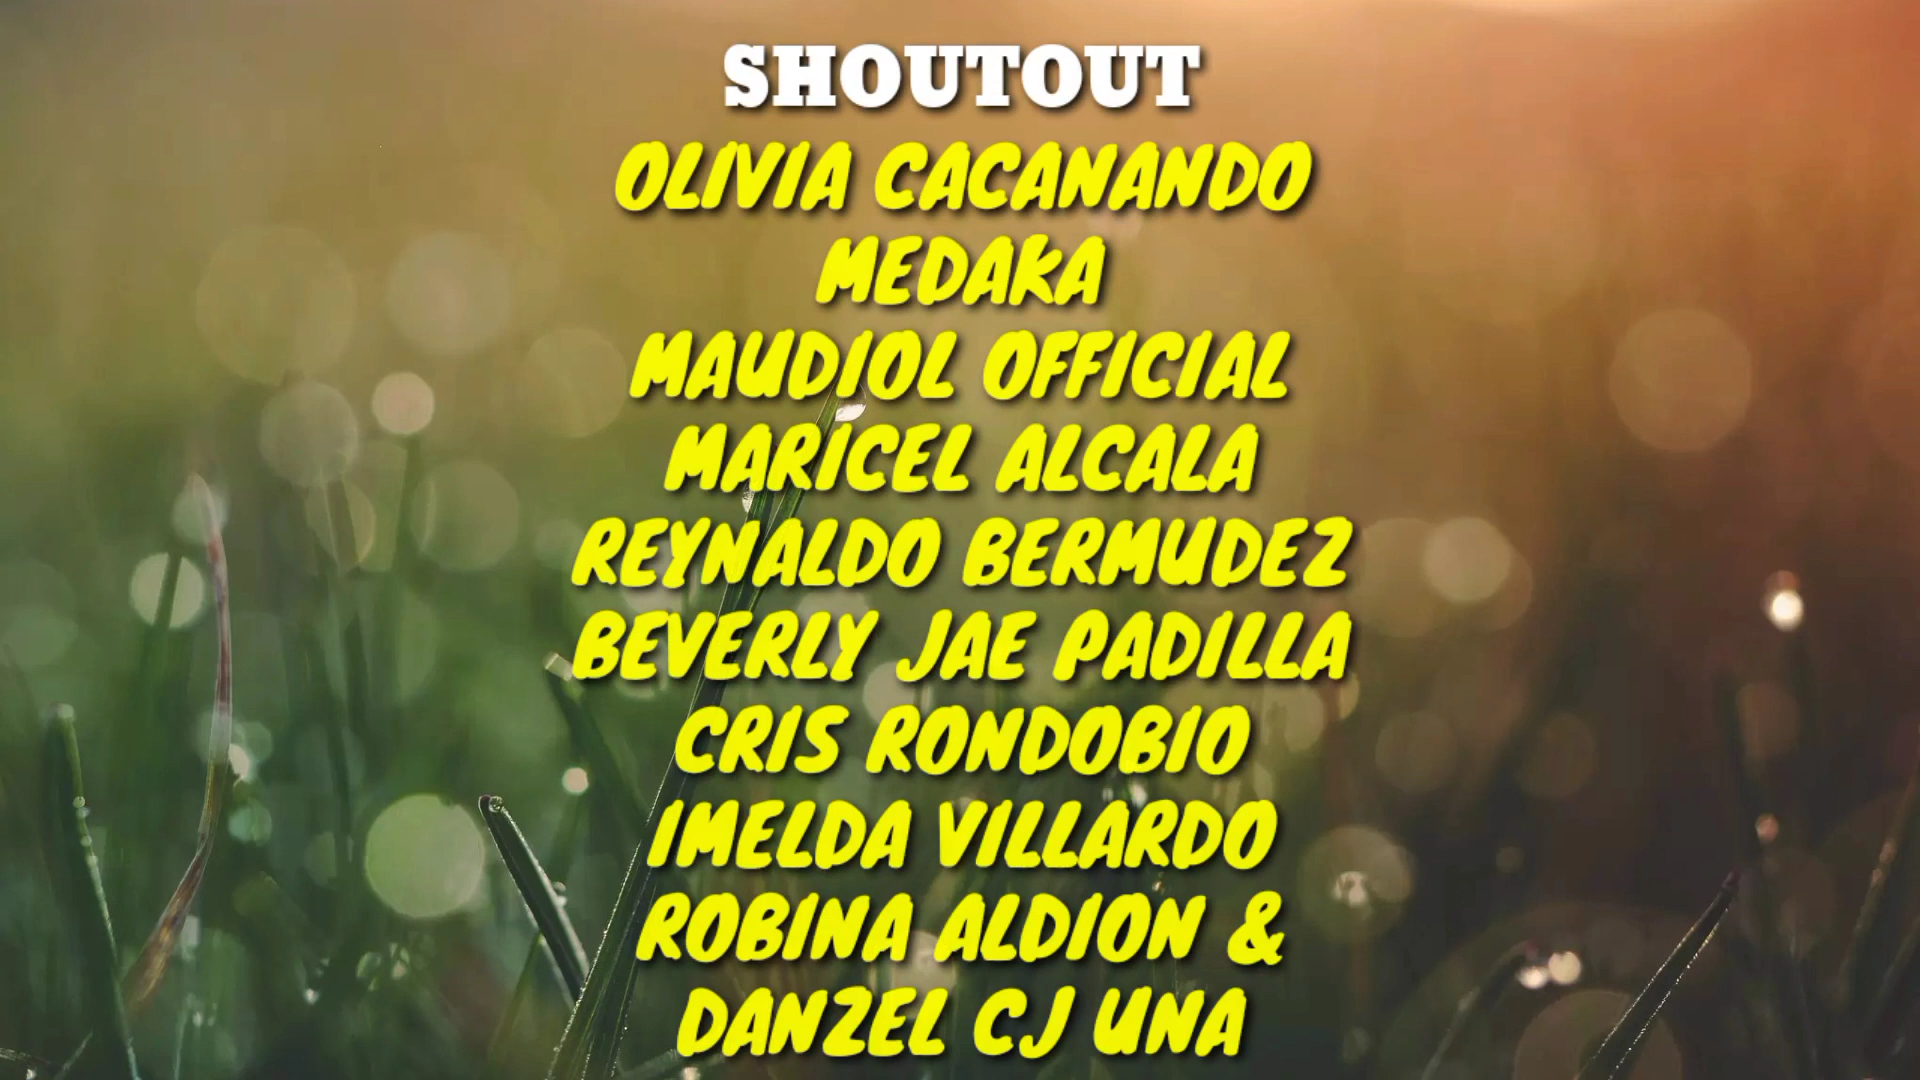 SHOUTOUT
OLIVIA CACANANDO
MEDAKA
MAUDIOL OFFICIAL
MARICEL ALCALA
REYNALDO BERMUDEZ
BEVERLY JAE PADILLA
CRIS RONDOBIO
IMELDA VILLARDO
ROBINA ALDION &
DANZEL CJ UNA